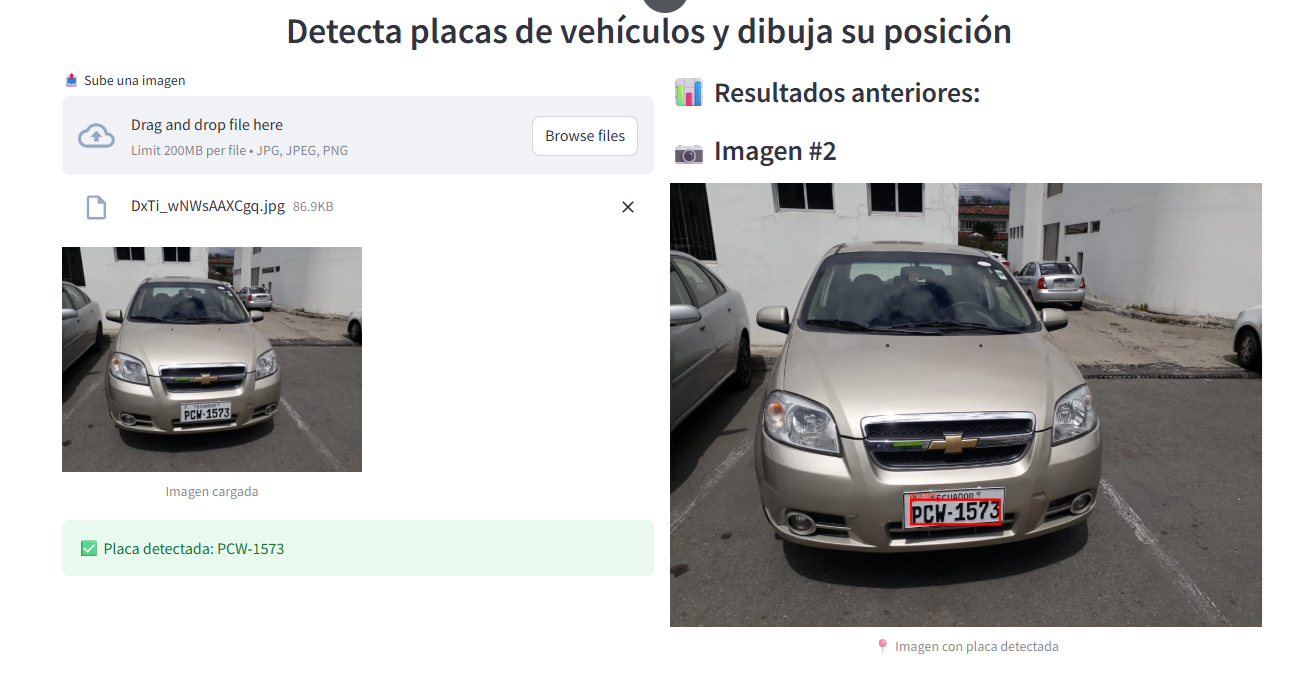 Detecta placas de vehículos y dibuja su posición
Sube una imagen
Drag and drop file here
Limit 200MB per file • JPG, JPEG, PNG
Browse files
DxTi_wNWsAAXCgq.jpg 86.9KB
ECUADOR
PCW-1573
Imagen cargada
Placa detectada: PCW-1573
Resultados anteriores:
Imagen #2
ECUADOR
PCW-1573
Imagen con placa detectada